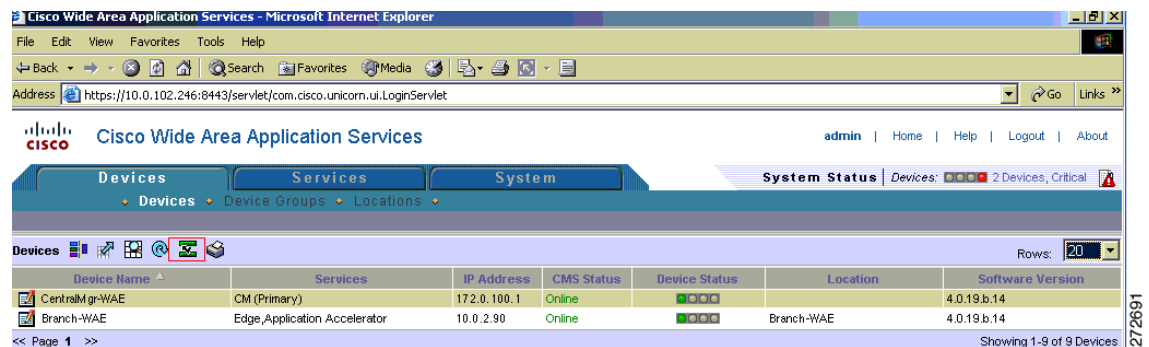 Cisco Wide Area Application Services - Microsoft Internet Explorer
File Edit View Favorites Tools Help
Back Search Favorites Media
Address https://10.0.102.246:8443/servlet/com.cisco.unicorn.ui.LoginServlet Go Links »
cisco Cisco Wide Area Application Services admin | Home | Help | Logout | About
Devices Services System System Status | Devices: 2 Devices, Critical
Devices Device Groups Locations
Devices Rows: 20
Device Name Services IP Address CMS Status Device Status Location Software Version
CentralMgr-WAE CM (Primary) 172.0.100.1 Online 4.0.19.b.14
Branch-WAE Edge,Application Accelerator 10.0.2.90 Online Branch-WAE 4.0.19.b.14
<< Page 1 >> Showing 1-9 of 9 Devices
272691